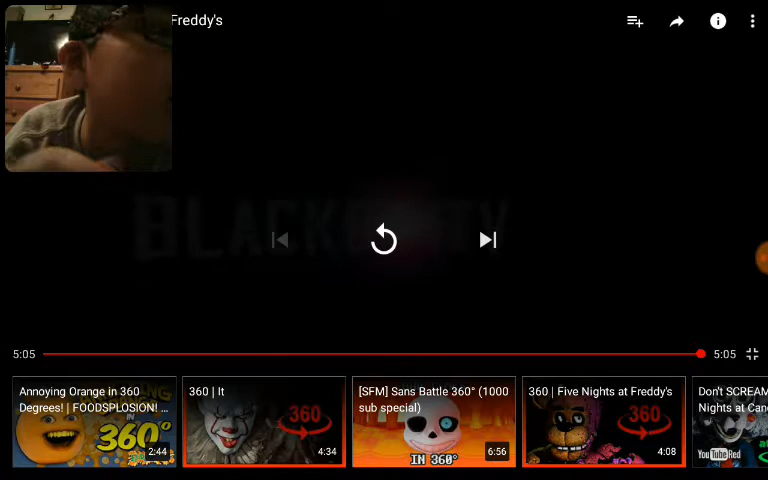 Freddy's
5:05
5:05
Annoying Orange in 360
Degrees! | FOODSPLOSION! ...
360°
2:44
360 | It
360
4:34
[SFM] Sans Battle 360° (1000
sub special)
IN 360°
6:56
360 | Five Nights at Freddy's
360
4:08
Don't SCREAM
Nights at Can
YouTube Red